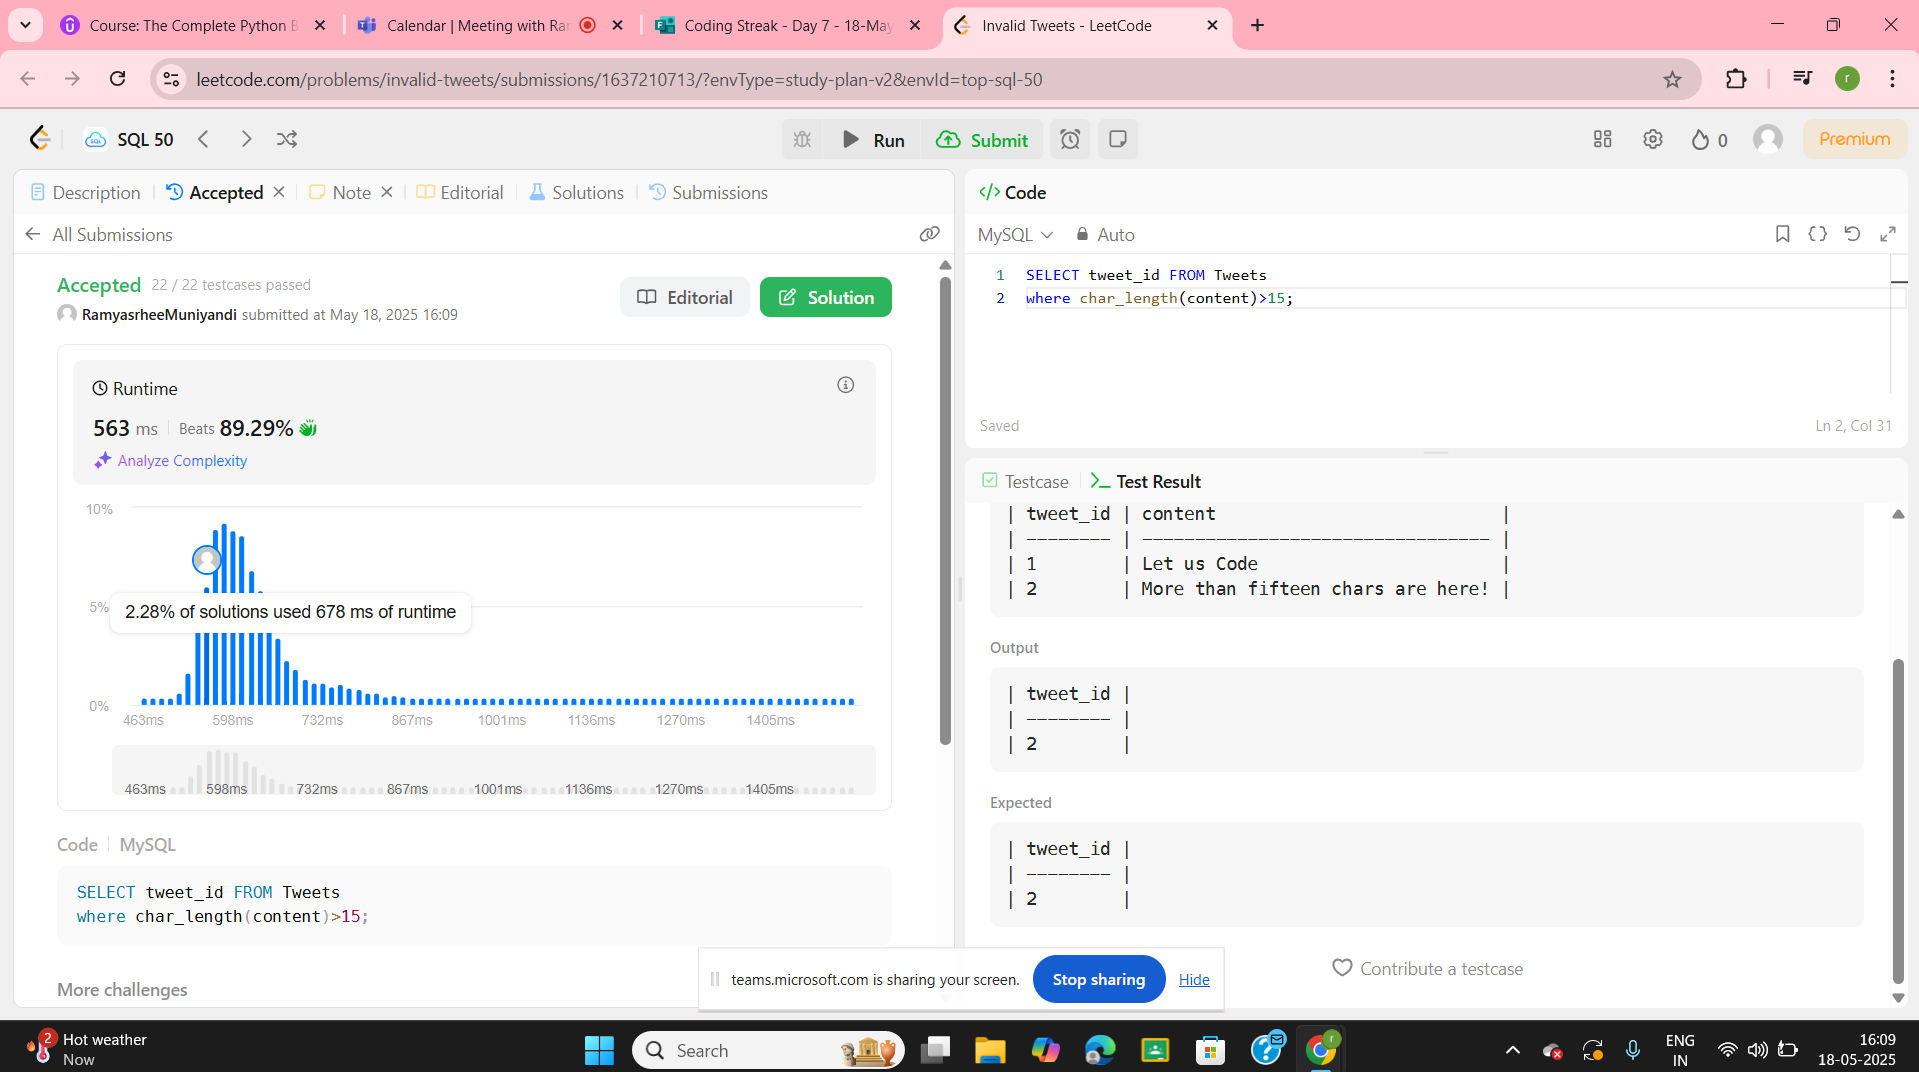 Course: The Complete Python B
Calendar | Meeting with Ran
Coding Streak - Day 7 - 18-May
Invalid Tweets - LeetCode
leetcode.com/problems/invalid-tweets/submissions/1637210713/?envType=study-plan-v2&envId=top-sql-50
r
SQL 50
Run
Submit
0
Premium
Description
Accepted
Note
Editorial
Solutions
Submissions
</> Code
All Submissions
MySQL
Auto
Accepted 22 / 22 testcases passed
RamyasrheeMuniyandi submitted at May 18, 2025 16:09
Editorial
Solution
1 SELECT tweet_id FROM Tweets
2 where char_length(content)>15;
Saved
Ln 2, Col 31
Runtime
563 ms Beats 89.29%
Analyze Complexity
10%
5%
0%
2.28% of solutions used 678 ms of runtime
463ms 598ms 732ms 867ms 1001ms 1136ms 1270ms 1405ms
463ms 598ms 732ms 867ms 1001ms 1136ms 1270ms 1405ms
Code MySQL
SELECT tweet_id FROM Tweets
where char_length(content)>15;
More challenges
Testcase
Test Result
| tweet_id | content |
| -------- | --------------------------------- |
| 1 | Let us Code |
| 2 | More than fifteen chars are here! |
Output
| tweet_id |
| -------- |
| 2 |
Expected
| tweet_id |
| -------- |
| 2 |
Contribute a testcase
teams.microsoft.com is sharing your screen.
Stop sharing
Hide
2
Hot weather
Now
Search
r
ENG
IN
16:09
18-05-2025